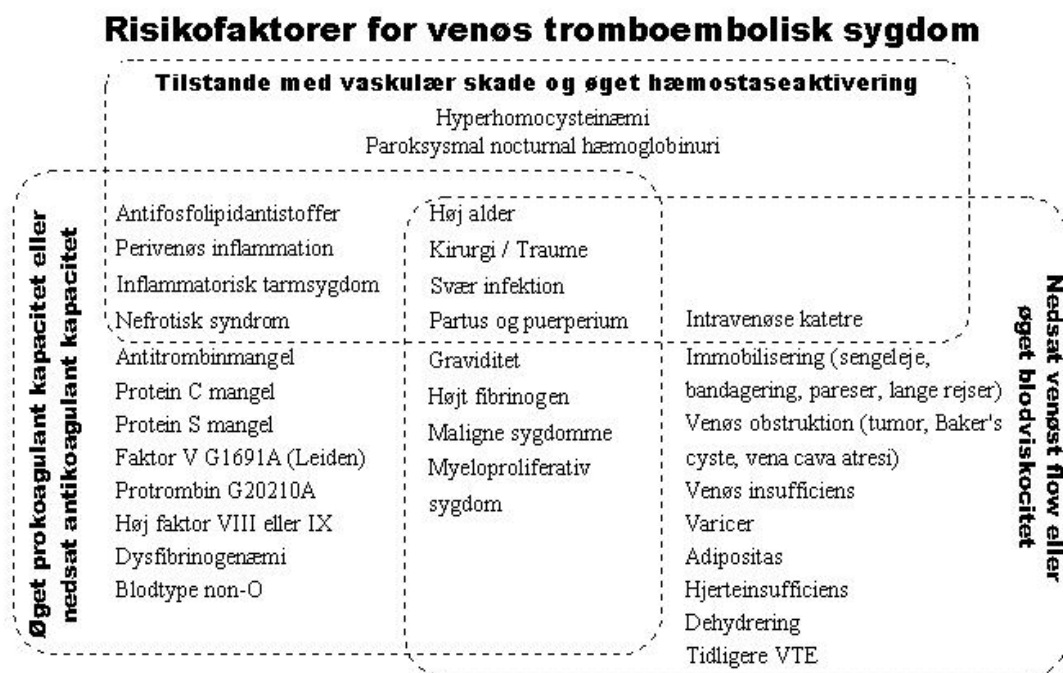 Risikofaktorer for venøs tromboembolisk sygdom
Tilstande med vaskulær skade og øget hæmostaseaktivering
Hyperhomocysteinæmi
Paroksysmal nocturnal hæmoglobinuri
Øget prokoagulant kapacitet eller
nedsat antikoagulant kapacitet
Antifosfolipidantistoffer
Perivenøs inflammation
Inflammatorisk tarmsygdom
Nefrotisk syndrom
Antitrombinmangel
Protein C mangel
Protein S mangel
Faktor V G1691A (Leiden)
Protrombin G20210A
Høj faktor VIII eller IX
Dysfibrinogenæmi
Blodtype non-O
Høj alder
Kirurgi / Traume
Svær infektion
Partus og puerperium
Graviditet
Højt fibrinogen
Maligne sygdomme
Myeloproliferativ
sygdom
Intravenøse katetre
Immobilisering (sengeleje,
bandagering, pareser, lange rejser)
Venøs obstruktion (tumor, Baker's
cyste, vena cava atresi)
Venøs insufficiens
Varicer
Adipositas
Hjerteinsufficiens
Dehydrering
Tidligere VTE
Nedsat venøst flow eller
øget blodviskocitet